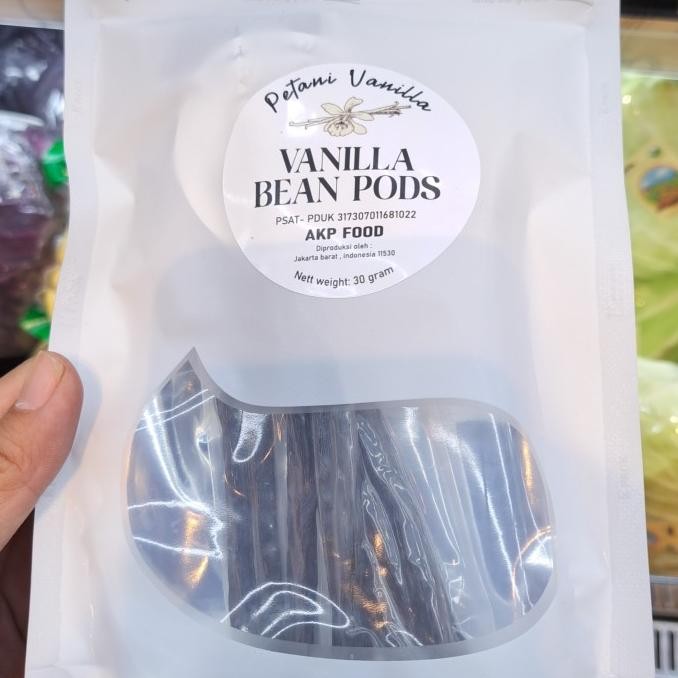 Petani Vanilla
VANILLA
BEAN PODS
PSAT- PDUK 317307011681022
AKP FOOD
Diproduksi oleh :
Jakarta barat , indonesia 11530
Nett weight: 30 gram